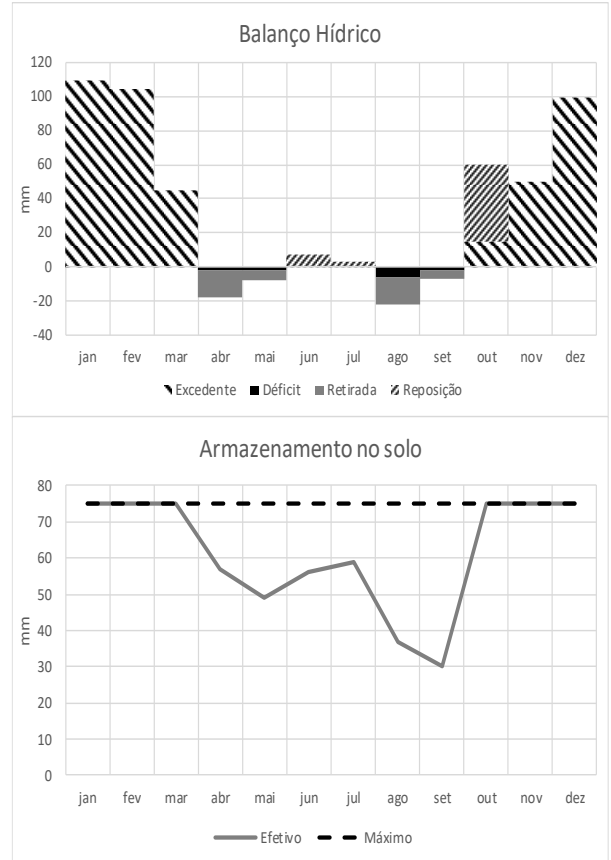 Balanço Hídrico
120
100
80
60
40
20
0
-20
-40
mm
jan fev mar abr mai jun jul ago set out nov dez
Excedente Déficit Retirada Reposição
Armazenamento no solo
80
70
60
50
40
30
20
10
0
mm
jan fev mar abr mai jun jul ago set out nov dez
Efetivo Máximo